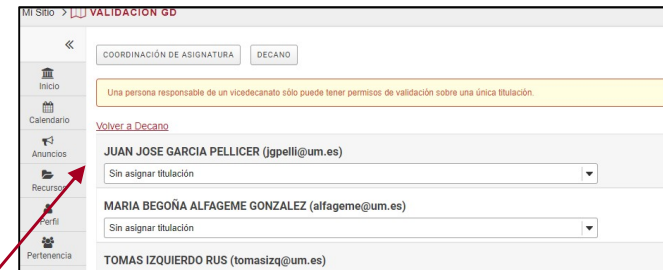 Mi Sitio > VALIDACIÓN GD
«
COORDINACIÓN DE ASIGNATURA DECANO
Inicio
Una persona responsable de un vicedecanato sólo puede tener permisos de validación sobre una única titulación.
Calendario
Volver a Decano
Anuncios
JUAN JOSE GARCIA PELLICER (jgpelli@um.es)
Sin asignar titulación
Recursos
MARIA BEGOÑA ALFAGEME GONZALEZ (alfageme@um.es)
Perfil
Sin asignar titulación
Pertenencia
TOMAS IZQUIERDO RUS (tomasizq@um.es)